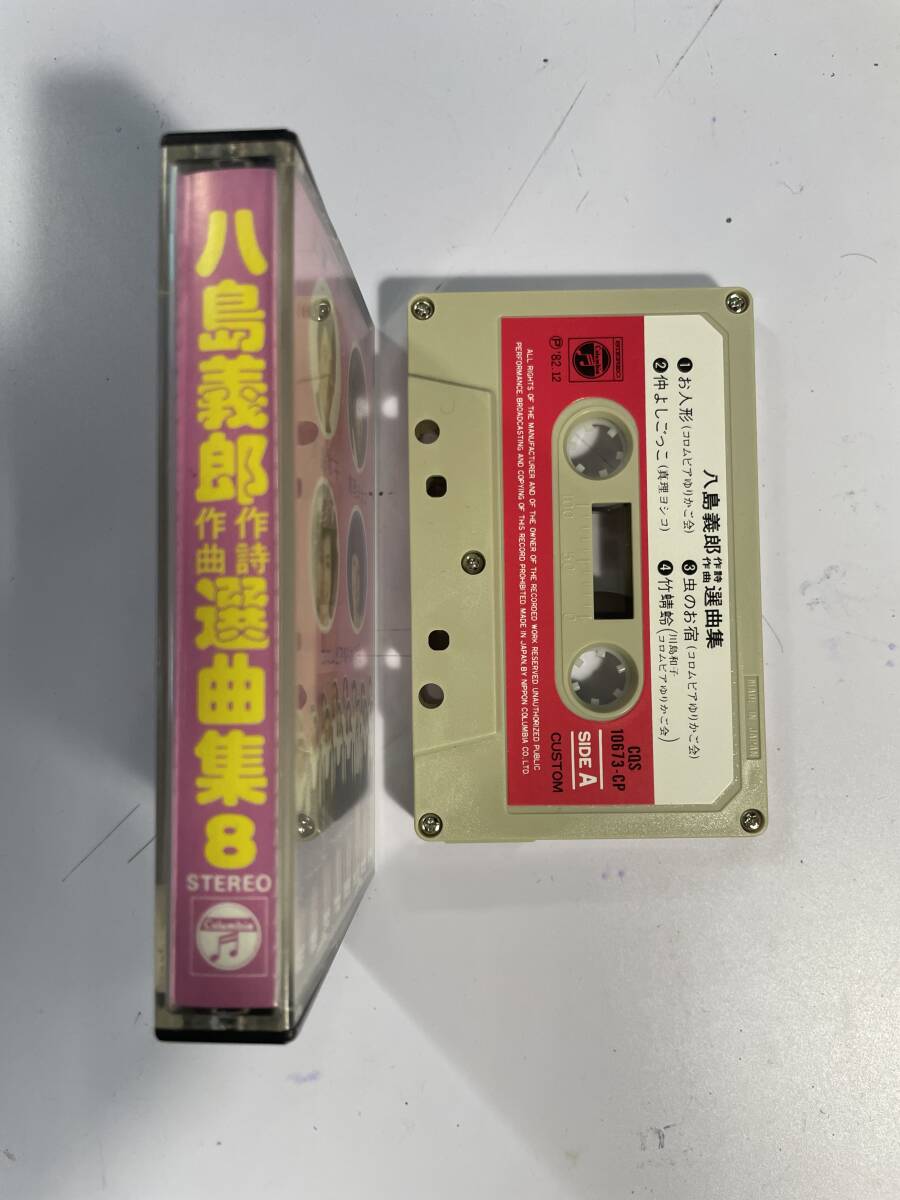 八島義郎
作詩
作曲
選曲集8
STEREO
Columbia
八島義郎 作詩 作曲 選曲集
❶お人形(コロムビアゆりかご会)
❷仲よしごっこ(真理ヨシコ)
❸虫のお宿(コロムビアゆりかご会)
❹竹蜻蛉(川島和子
コロムビアゆりかご会)
STEREO
Columbia
Ⓟ '82.12
ALL RIGHTS OF THE MANUFACTURER AND OF THE OWNER OF THE RECORDED WORK RESERVED UNAUTHORIZED PUBLIC
PERFORMANCE BROADCASTING AND COPYING OF THIS RECORD PROHIBITED MADE IN JAPAN, BY NIPPON COLUMBIA CO., LTD.
100 50 0
CQS
10673-CP
SIDE A
CUSTOM
MADE IN JAPAN